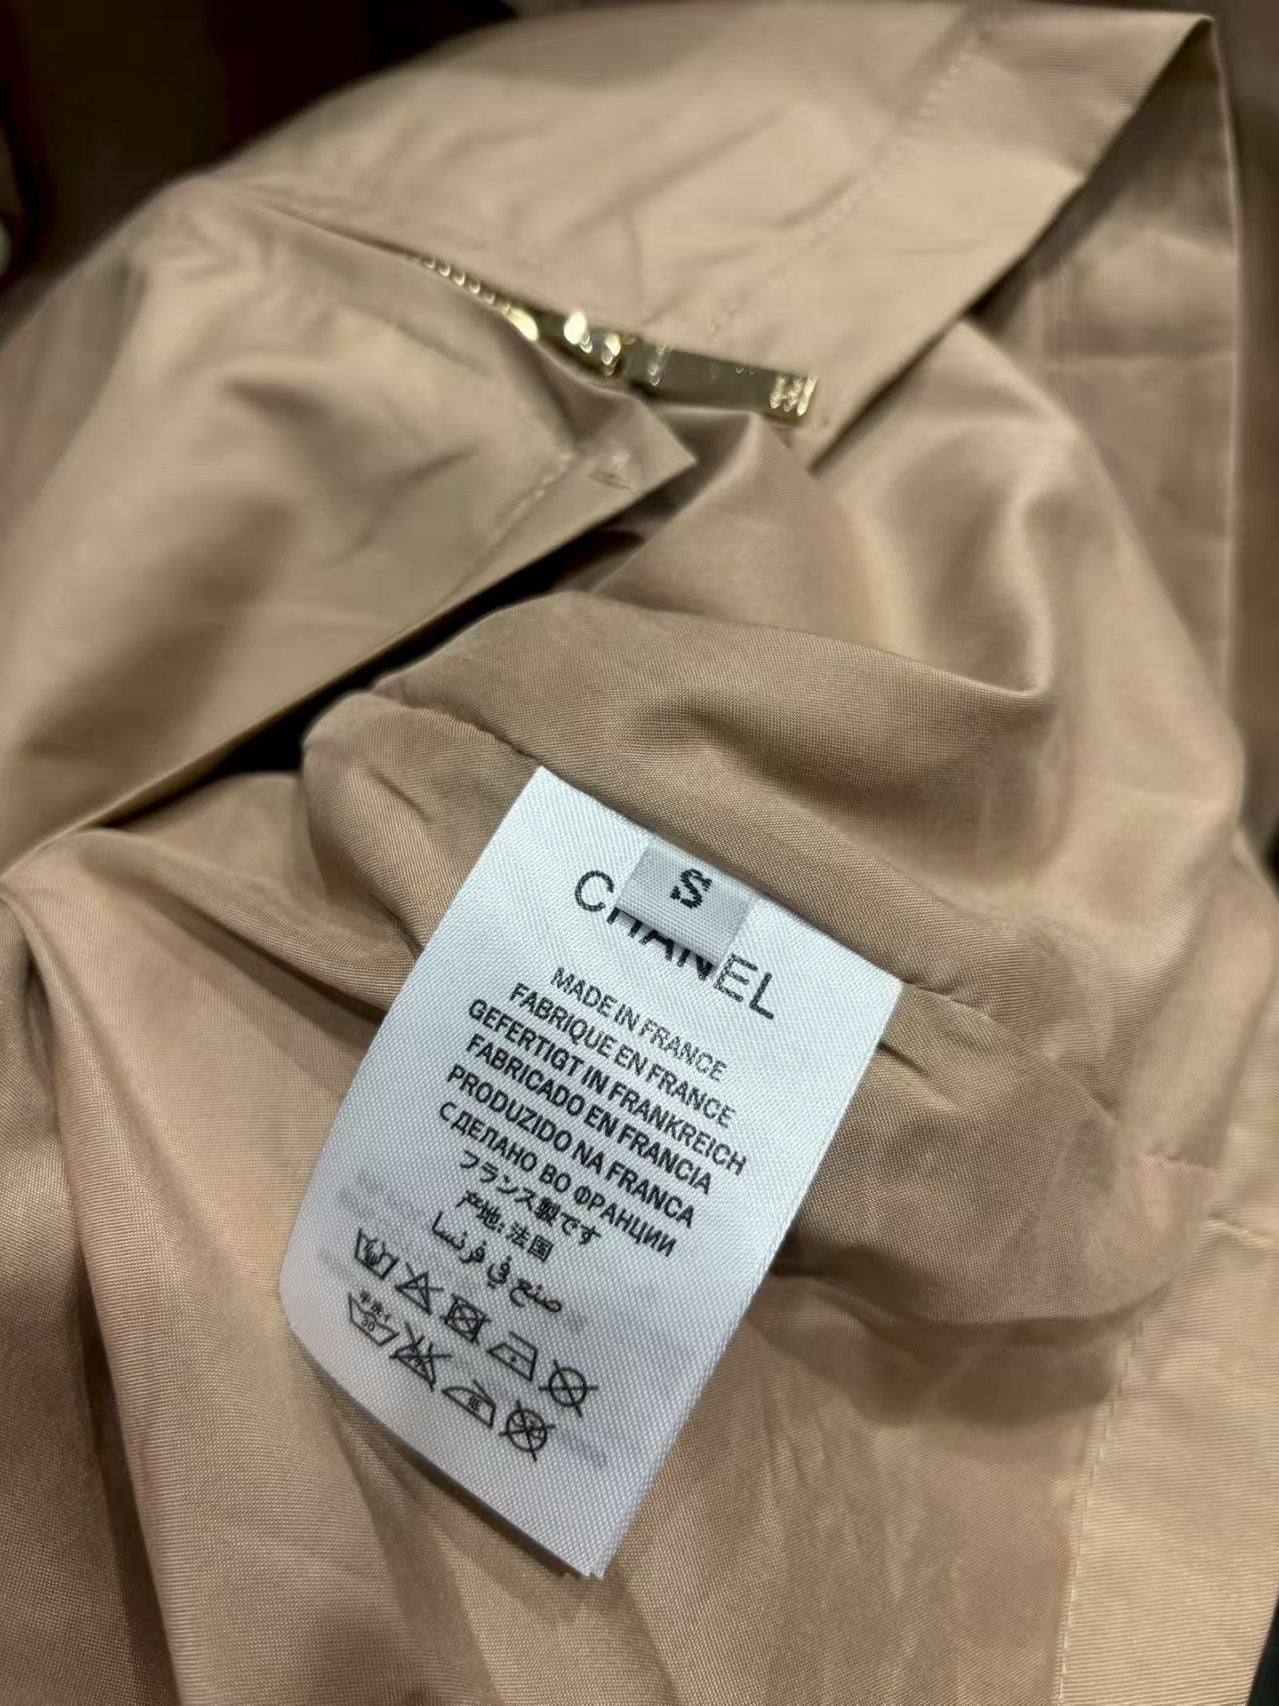 S
CHANEL
MADE IN FRANCE
FABRIQUE EN FRANCE
GEFERTIGT IN FRANKREICH
FABRICADO EN FRANCIA
PRODUZIDO NA FRANCA
СДЕЛАНО ВО ФРАНЦИИ
フランス製です
产地: 法国
صنع في فرنسا
30